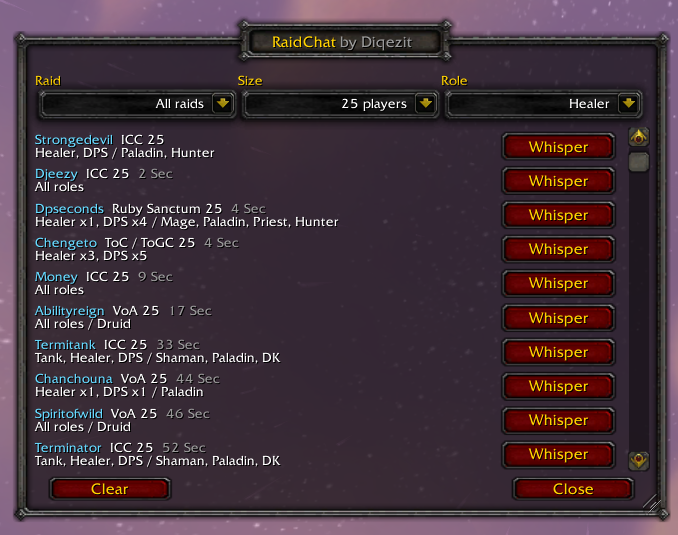 RaidChat by Diqezit
Raid Size Role
All raids 25 players Healer
Strongedevil ICC 25
Healer, DPS / Paladin, Hunter
Whisper
Djeezy ICC 25 2 Sec
All roles
Whisper
Dpseconds Ruby Sanctum 25 4 Sec
Healer x1, DPS x4 / Mage, Paladin, Priest, Hunter
Whisper
Chengeto ToC / ToGC 25 4 Sec
Healer x3, DPS x5
Whisper
Money ICC 25 9 Sec
All roles
Whisper
Abilityreign VoA 25 17 Sec
All roles / Druid
Whisper
Termitank ICC 25 33 Sec
Tank, Healer, DPS / Shaman, Paladin, DK
Whisper
Chanchouna VoA 25 44 Sec
Healer x1, DPS x1 / Paladin
Whisper
Spiritofwild VoA 25 46 Sec
All roles / Druid
Whisper
Terminator ICC 25 52 Sec
Tank, Healer, DPS / Shaman, Paladin, DK
Whisper
Clear Close